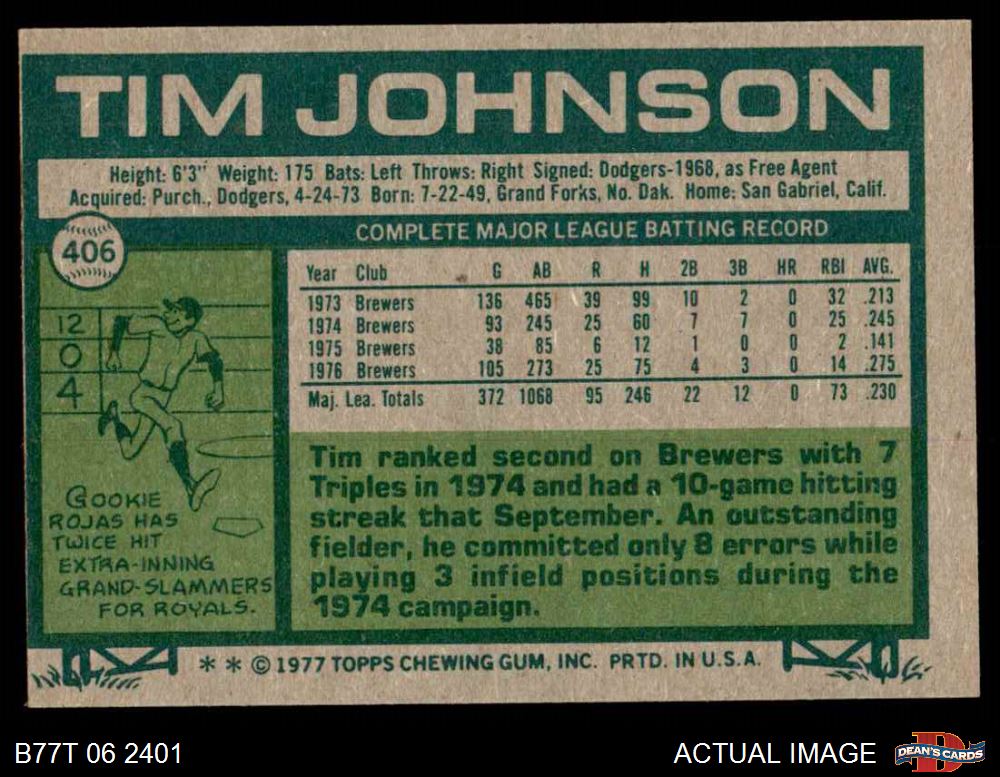 TIM JOHNSON
Height: 6'3" Weight: 175 Bats: Left Throws: Right Signed: Dodgers-1968, as Free Agent
Acquired: Purch., Dodgers, 4-24-73 Born: 7-22-49, Grand Forks, No. Dak. Home: San Gabriel, Calif.
406
COMPLETE MAJOR LEAGUE BATTING RECORD
Year Club G AB R H 2B 3B HR RBI AVG.
1973 Brewers 136 465 39 99 10 2 0 32 .213
1974 Brewers 93 245 25 60 7 7 0 25 .245
1975 Brewers 38 85 6 12 1 0 0 2 .141
1976 Brewers 105 273 25 75 4 3 0 14 .275
Maj. Lea. Totals 372 1068 95 246 22 12 0 73 .230
12
0
4
COOKIE
ROJAS HAS
TWICE HIT
EXTRA-INNING
GRAND-SLAMMERS
FOR ROYALS.
Tim ranked second on Brewers with 7
Triples in 1974 and had a 10-game hitting
streak that September. An outstanding
fielder, he committed only 8 errors while
playing 3 infield positions during the
1974 campaign.
* * © 1977 TOPPS CHEWING GUM, INC. PRTD. IN U.S.A.
B77T 06 2401
ACTUAL IMAGE
DEAN'S CARDS